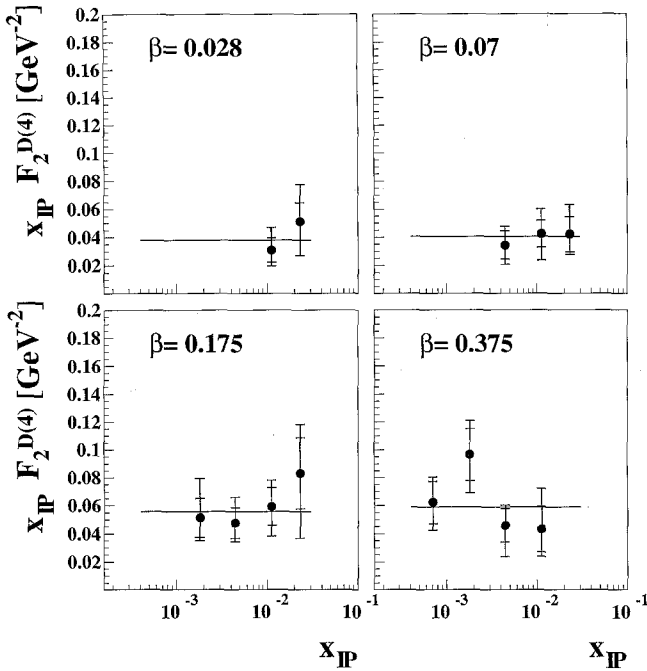 x_IP F_2^D(4) [GeV^-2]
0.2
0.18
0.16
0.14
0.12
0.1
0.08
0.06
0.04
0.02
β= 0.028
β= 0.07
x_IP F_2^D(4) [GeV^-2]
0.2
0.18
0.16
0.14
0.12
0.1
0.08
0.06
0.04
0.02
β= 0.175
β= 0.375
10^-3 10^-2 10^-1 10^-3 10^-2 10^-1
x_IP x_IP